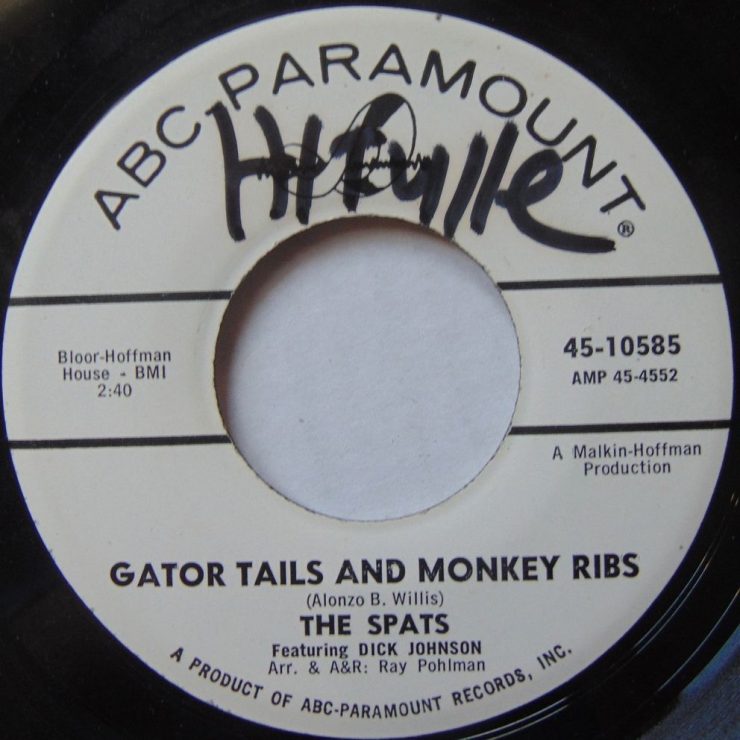 ABC-PARAMOUNT®
Bloor-Hoffman
House - BMI
2:40
45-10585
AMP 45-4552
A Malkin-Hoffman
Production
GATOR TAILS AND MONKEY RIBS
(Alonzo B. Willis)
THE SPATS
Featuring DICK JOHNSON
Arr. & A&R: Ray Pohlman
A PRODUCT OF ABC-PARAMOUNT RECORDS, INC.